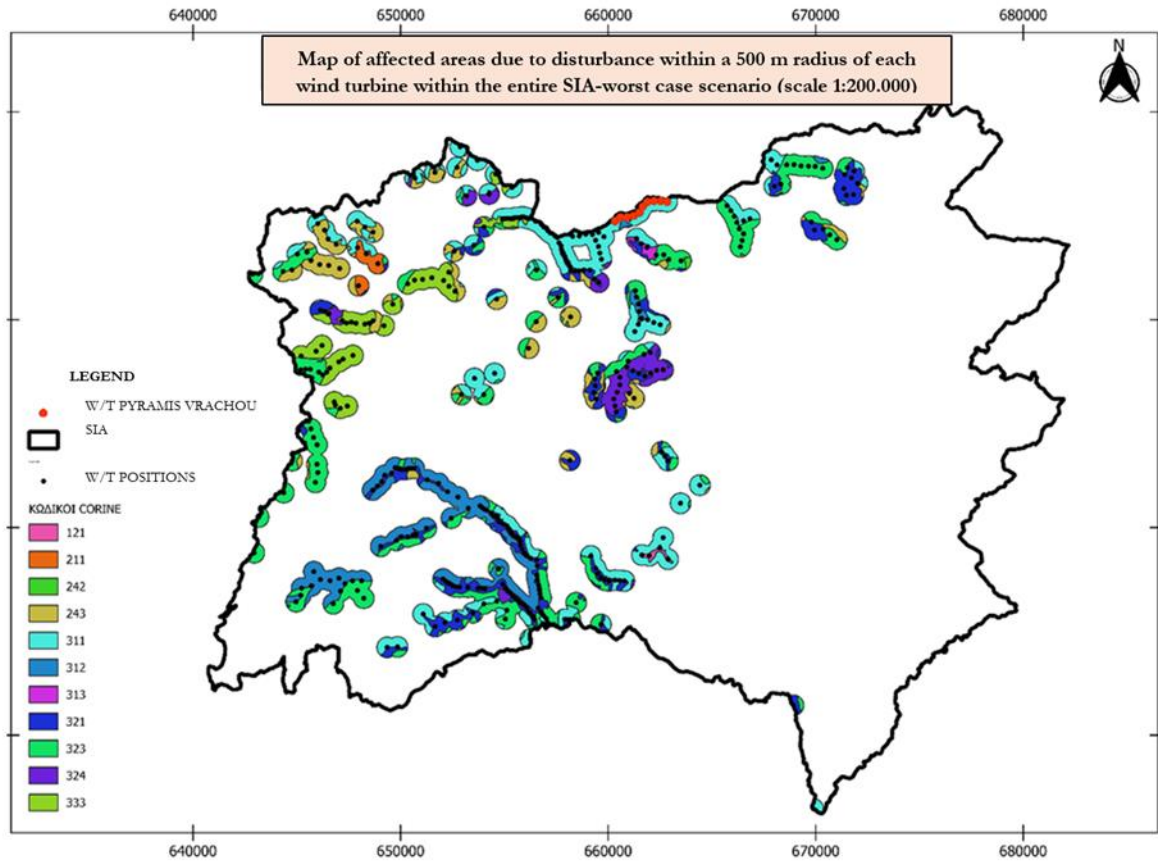 640000 650000 660000 670000 680000
Map of affected areas due to disturbance within a 500 m radius of each
wind turbine within the entire SIA-worst case scenario (scale 1:200.000)
N
LEGEND
W/T PYRAMIS VRACHOU
SIA
W/T POSITIONS
ΚΩΔΙΚΟΙ CORINE
121
211
242
243
311
312
313
321
323
324
333
640000 650000 660000 670000 680000